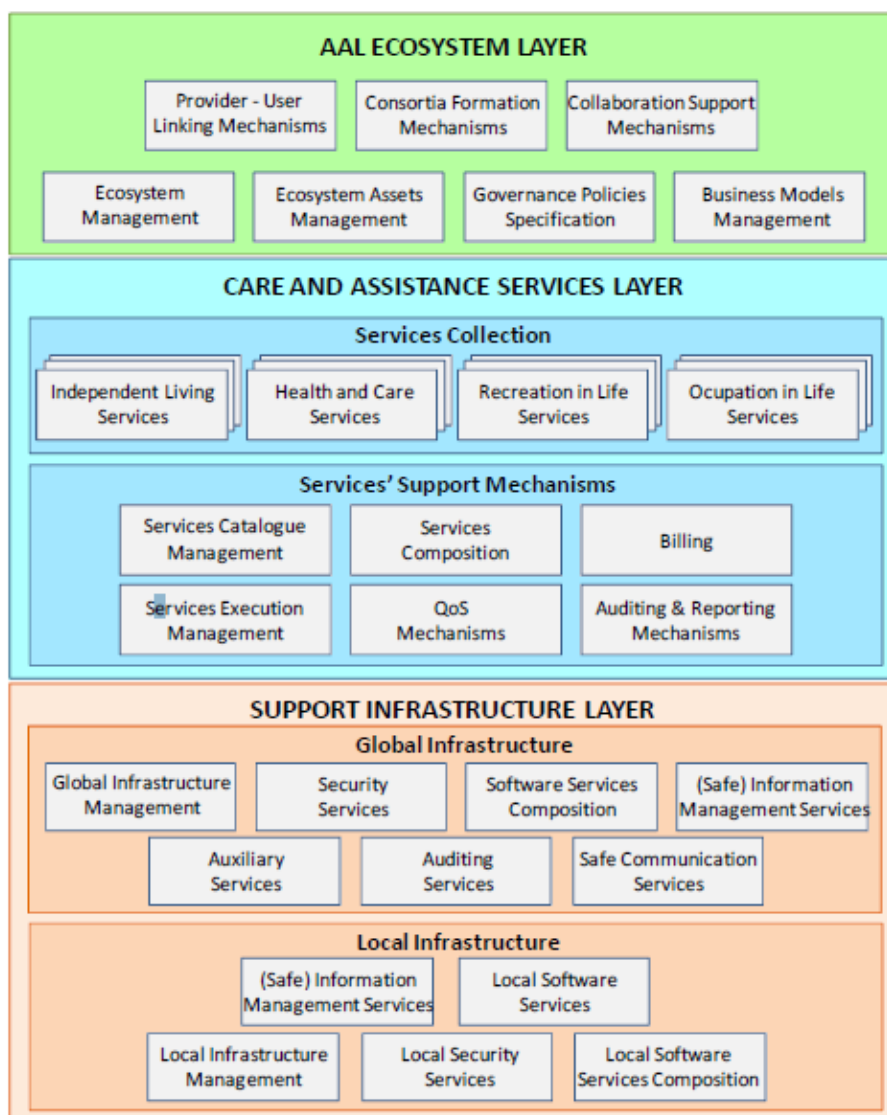 AAL ECOSYSTEM LAYER
Provider - User
Linking Mechanisms
Consortia Formation
Mechanisms
Collaboration Support
Mechanisms
Ecosystem
Management
Ecosystem Assets
Management
Governance Policies
Specification
Business Models
Management
CARE AND ASSISTANCE SERVICES LAYER
Services Collection
Independent Living
Services
Health and Care
Services
Recreation in Life
Services
Ocupation in Life
Services
Services' Support Mechanisms
Services Catalogue
Management
Services
Composition
Billing
Services Execution
Management
QoS
Mechanisms
Auditing & Reporting
Mechanisms
SUPPORT INFRASTRUCTURE LAYER
Global Infrastructure
Global Infrastructure
Management
Security
Services
Software Services
Composition
(Safe) Information
Management Services
Auxiliary
Services
Auditing
Services
Safe Communication
Services
Local Infrastructure
(Safe) Information
Management Services
Local Software
Services
Local Infrastructure
Management
Local Security
Services
Local Software
Services Composition